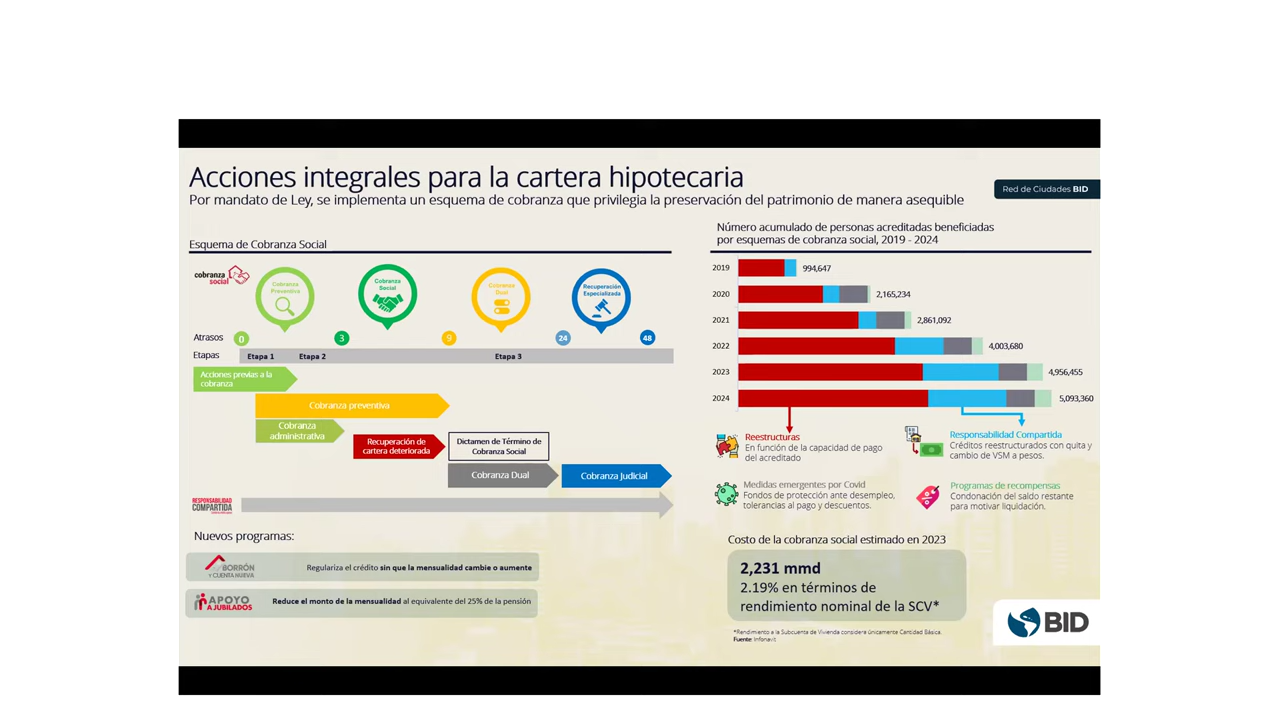 Acciones integrales para la cartera hipotecaria
Por mandato de Ley, se implementa un esquema de cobranza que privilegia la preservación del patrimonio de manera asequible
Red de Ciudades BID
Esquema de Cobranza Social
cobranza
social
Cobranza
Preventiva
Cobranza
Social
Cobranza
Dual
Recuperación
Especializada
Atrasos
0
3
9
24
48
Etapas
Etapa 1
Etapa 2
Etapa 3
Acciones previas a la
cobranza
Cobranza preventiva
Cobranza
administrativa
Recuperación de
cartera deteriorada
Dictamen de Término de
Cobranza Social
Cobranza Dual
Cobranza Judicial
RESPONSABILIDAD
COMPARTIDA
Nuevos programas:
BORRÓN
Y CUENTA NUEVA
Regulariza el crédito sin que la mensualidad cambie o aumente
APOYO
A JUBILADOS
Reduce el monto de la mensualidad al equivalente del 25% de la pensión
Número acumulado de personas acreditadas beneficiadas
por esquemas de cobranza social, 2019 - 2024
2019
994,647
2020
2,165,234
2021
2,861,092
2022
4,003,680
2023
4,956,455
2024
5,093,360
Reestructuras
En función de la capacidad de pago
del acreditado
Responsabilidad Compartida
Créditos reestructurados con quita y
cambio de VSM a pesos.
Medidas emergentes por Covid
Fondos de protección ante desempleo,
tolerancias al pago y descuentos.
Programas de recompensas
Condonación del saldo restante
para motivar liquidación.
Costo de la cobranza social estimado en 2023
2,231 mmd
2.19% en términos de
rendimiento nominal de la SCV*
*Rendimiento a la Subcuenta de Vivienda considera únicamente Cantidad Básica.
Fuente: Infonavit
BID